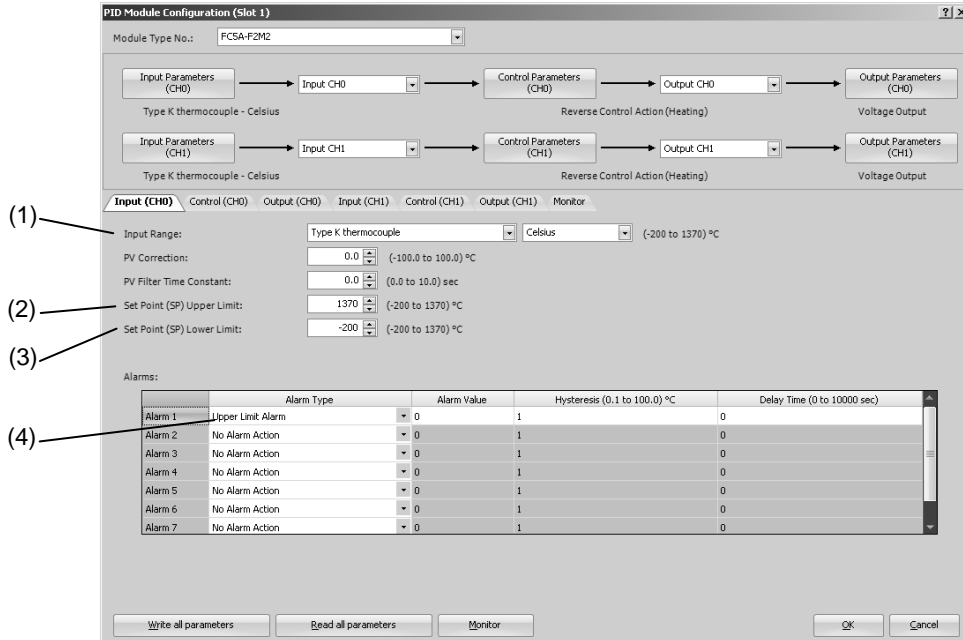 PID Module Configuration (Slot 1)
? x
Module Type No.: FC5A-F2M2
Input Parameters (CH0) Input CH0 Control Parameters (CH0) Output CH0 Output Parameters (CH0)
Type K thermocouple - Celsius Reverse Control Action (Heating) Voltage Output
Input Parameters (CH1) Input CH1 Control Parameters (CH1) Output CH1 Output Parameters (CH1)
Type K thermocouple - Celsius Reverse Control Action (Heating) Voltage Output
Input (CH0) Control (CH0) Output (CH0) Input (CH1) Control (CH1) Output (CH1) Monitor
(1) Input Range: Type K thermocouple Celsius (-200 to 1370) °C
PV Correction: 0.0 (-100.0 to 100.0) °C
PV Filter Time Constant: 0.0 (0.0 to 10.0) sec
(2) Set Point (SP) Upper Limit: 1370 (-200 to 1370) °C
(3) Set Point (SP) Lower Limit: -200 (-200 to 1370) °C
Alarms:
Alarm Type Alarm Value Hysteresis (0.1 to 100.0) °C Delay Time (0 to 10000 sec)
(4) Alarm 1 Upper Limit Alarm 0 1 0
Alarm 2 No Alarm Action 0 1 0
Alarm 3 No Alarm Action 0 1 0
Alarm 4 No Alarm Action 0 1 0
Alarm 5 No Alarm Action 0 1 0
Alarm 6 No Alarm Action 0 1 0
Alarm 7 No Alarm Action 0 1 0
Write all parameters Read all parameters Monitor OK Cancel